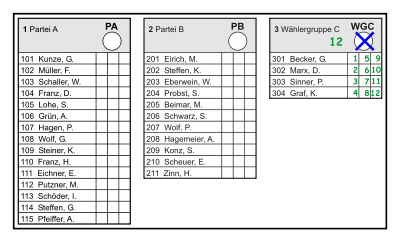 1 Partei A PA
101 Kunze, G.
102 Müller, F.
103 Schaller, W.
104 Franz, D.
105 Lohe, S.
106 Grün, A.
107 Hagen, P.
108 Wolf, G.
109 Steiner, K.
110 Franz, H.
111 Eichner, E.
112 Putzner, M.
113 Schöder, I.
114 Steffen, G.
115 Pfeiffer, A.
2 Partei B PB
201 Eirich, M.
202 Steffen, K.
203 Eberwein, W.
204 Probst, S.
205 Beimar, M.
206 Schwarz, S.
207 Wolf, P.
208 Hagemeier, A.
209 Konz, S.
210 Scheuer, E.
211 Zinn, H.
3 Wählergruppe C WGC
12
301 Becker, G. 1 5 9
302 Marx, D. 2 6 10
303 Sinner, P. 3 7 11
304 Graf, K. 4 8 12